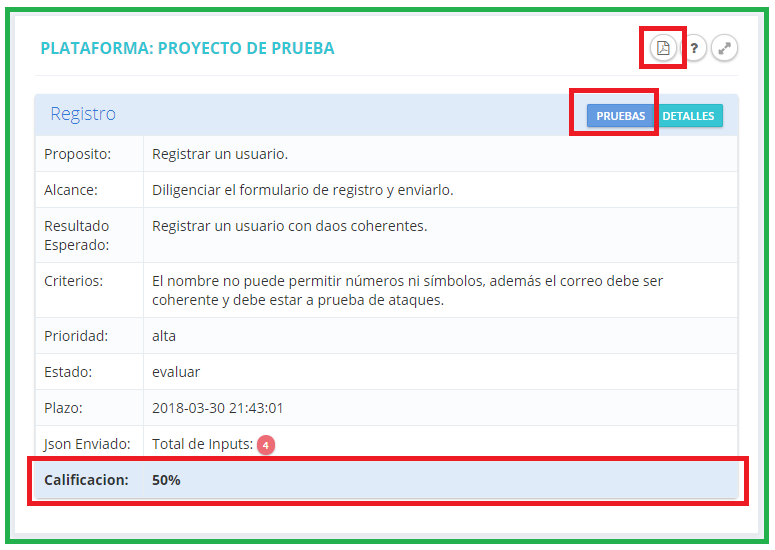 PLATAFORMA: PROYECTO DE PRUEBA
?
Registro
PRUEBAS
DETALLES
Proposito: Registrar un usuario.
Alcance: Diligenciar el formulario de registro y enviarlo.
Resultado Esperado: Registrar un usuario con daos coherentes.
Criterios: El nombre no puede permitir números ni símbolos, además el correo debe ser
coherente y debe estar a prueba de ataques.
Prioridad: alta
Estado: evaluar
Plazo: 2018-03-30 21:43:01
Json Enviado: Total de Inputs: 4
Calificacion: 50%